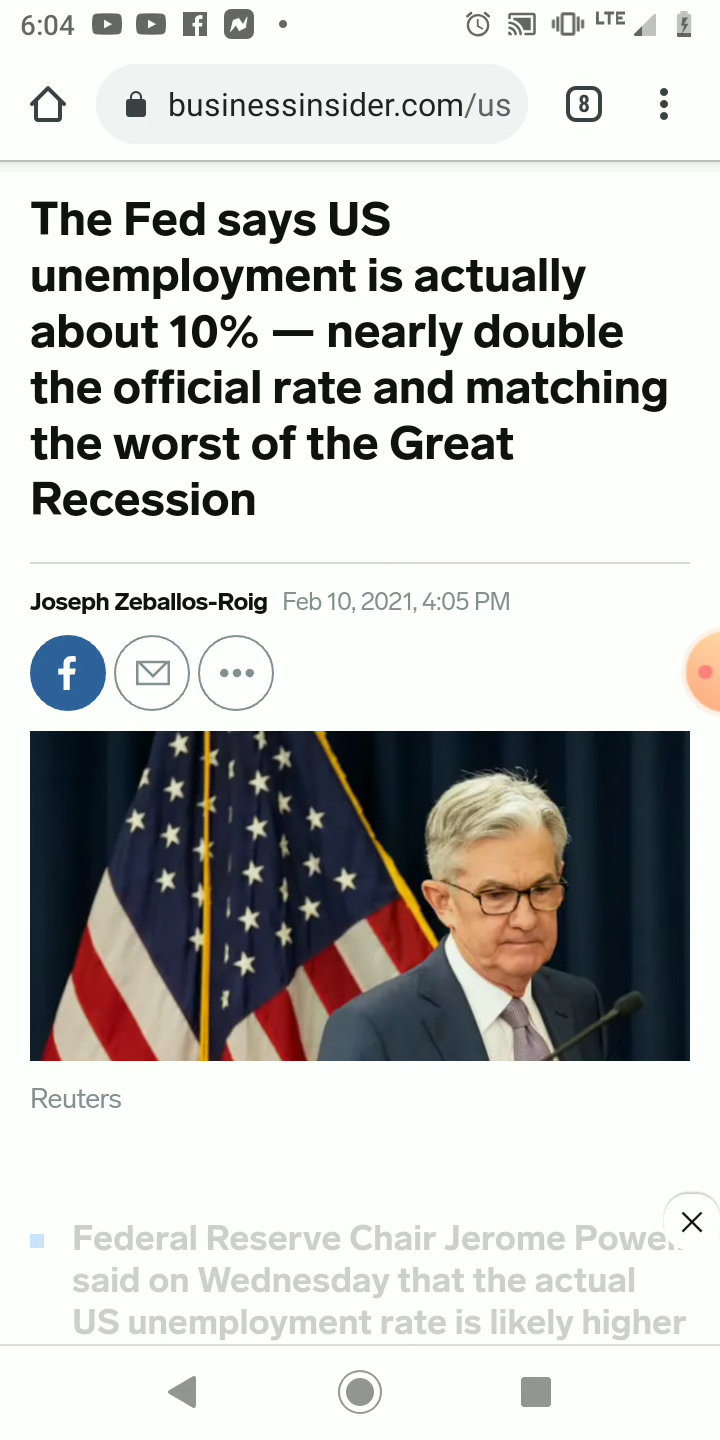 6:04
LTE
businessinsider.com/us
8
The Fed says US
unemployment is actually
about 10% — nearly double
the official rate and matching
the worst of the Great
Recession
Joseph Zeballos-Roig Feb 10, 2021, 4:05 PM
f
Reuters
Federal Reserve Chair Jerome Powell
said on Wednesday that the actual
US unemployment rate is likely higher